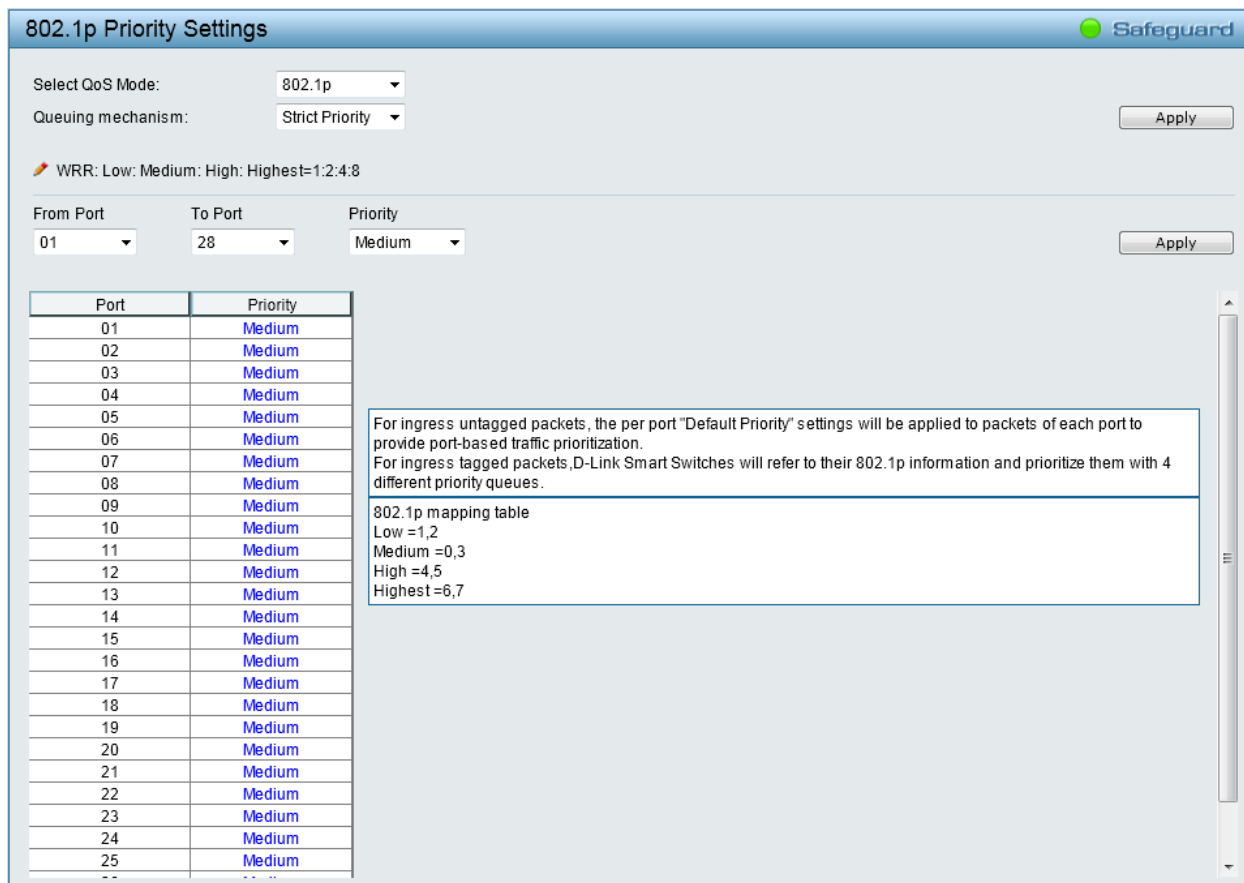 802.1p Priority Settings
Safeguard
Select QoS Mode:
802.1p
Queuing mechanism:
Strict Priority
Apply
WRR: Low: Medium: High: Highest=1:2:4:8
From Port
To Port
Priority
01
28
Medium
Apply
Port Priority
01 Medium
02 Medium
03 Medium
04 Medium
05 Medium
06 Medium
07 Medium
08 Medium
09 Medium
10 Medium
11 Medium
12 Medium
13 Medium
14 Medium
15 Medium
16 Medium
17 Medium
18 Medium
19 Medium
20 Medium
21 Medium
22 Medium
23 Medium
24 Medium
25 Medium
For ingress untagged packets, the per port "Default Priority" settings will be applied to packets of each port to
provide port-based traffic prioritization.
For ingress tagged packets,D-Link Smart Switches will refer to their 802.1p information and prioritize them with 4
different priority queues.
802.1p mapping table
Low =1,2
Medium =0,3
High =4,5
Highest =6,7